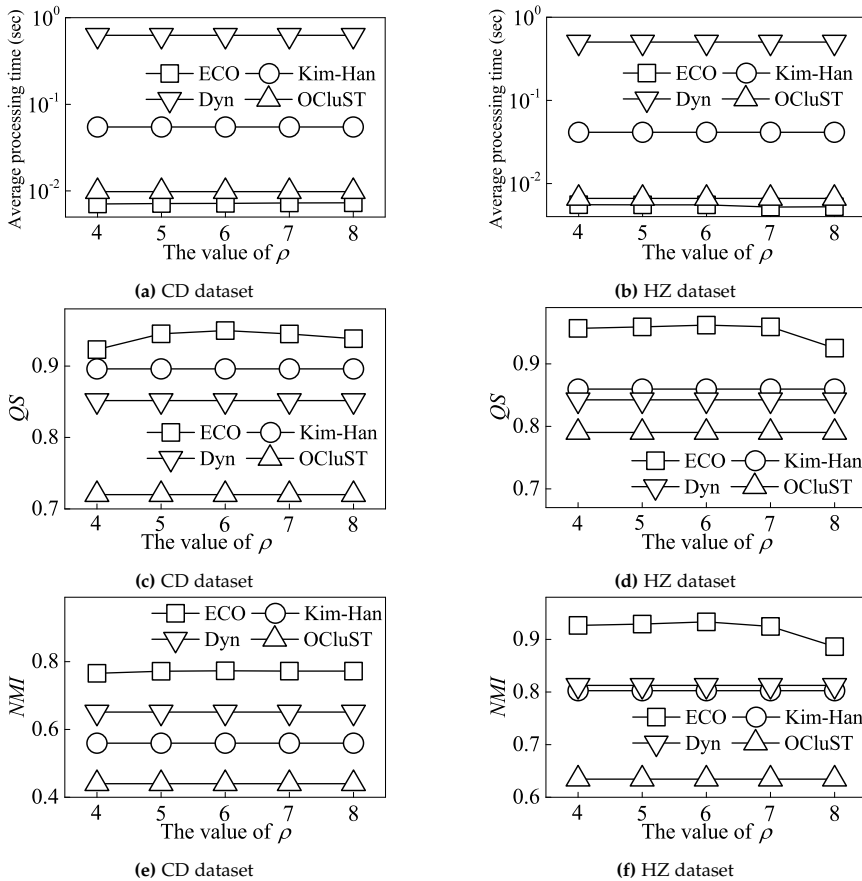 Average processing time (sec)
10^0
10^-1
10^-2
ECO
Kim-Han
Dyn
OCluST
4 5 6 7 8
The value of ρ
(a) CD dataset
Average processing time (sec)
10^0
10^-1
10^-2
ECO
Kim-Han
Dyn
OCluST
4 5 6 7 8
The value of ρ
(b) HZ dataset
QS
0.9
0.8
0.7
ECO
Kim-Han
Dyn
OCluST
4 5 6 7 8
The value of ρ
(c) CD dataset
QS
0.9
0.8
0.7
ECO
Kim-Han
Dyn
OCluST
4 5 6 7 8
The value of ρ
(d) HZ dataset
NMI
0.8
0.6
0.4
ECO
Kim-Han
Dyn
OCluST
4 5 6 7 8
The value of ρ
(e) CD dataset
NMI
0.9
0.8
0.7
0.6
ECO
Kim-Han
Dyn
OCluST
4 5 6 7 8
The value of ρ
(f) HZ dataset